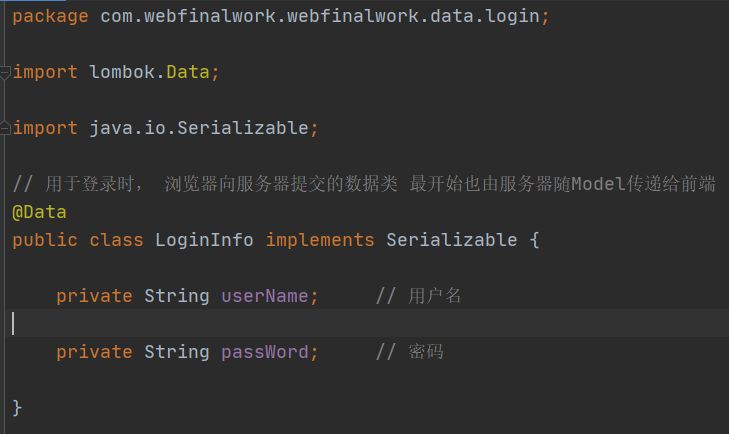 package com.webfinalwork.webfinalwork.data.login;
import lombok.Data;
import java.io.Serializable;
// 用于登录时， 浏览器向服务器提交的数据类 最开始也由服务器随Model传递给前端
@Data
public class LoginInfo implements Serializable {
private String userName;     // 用户名
private String passWord;     // 密码
}